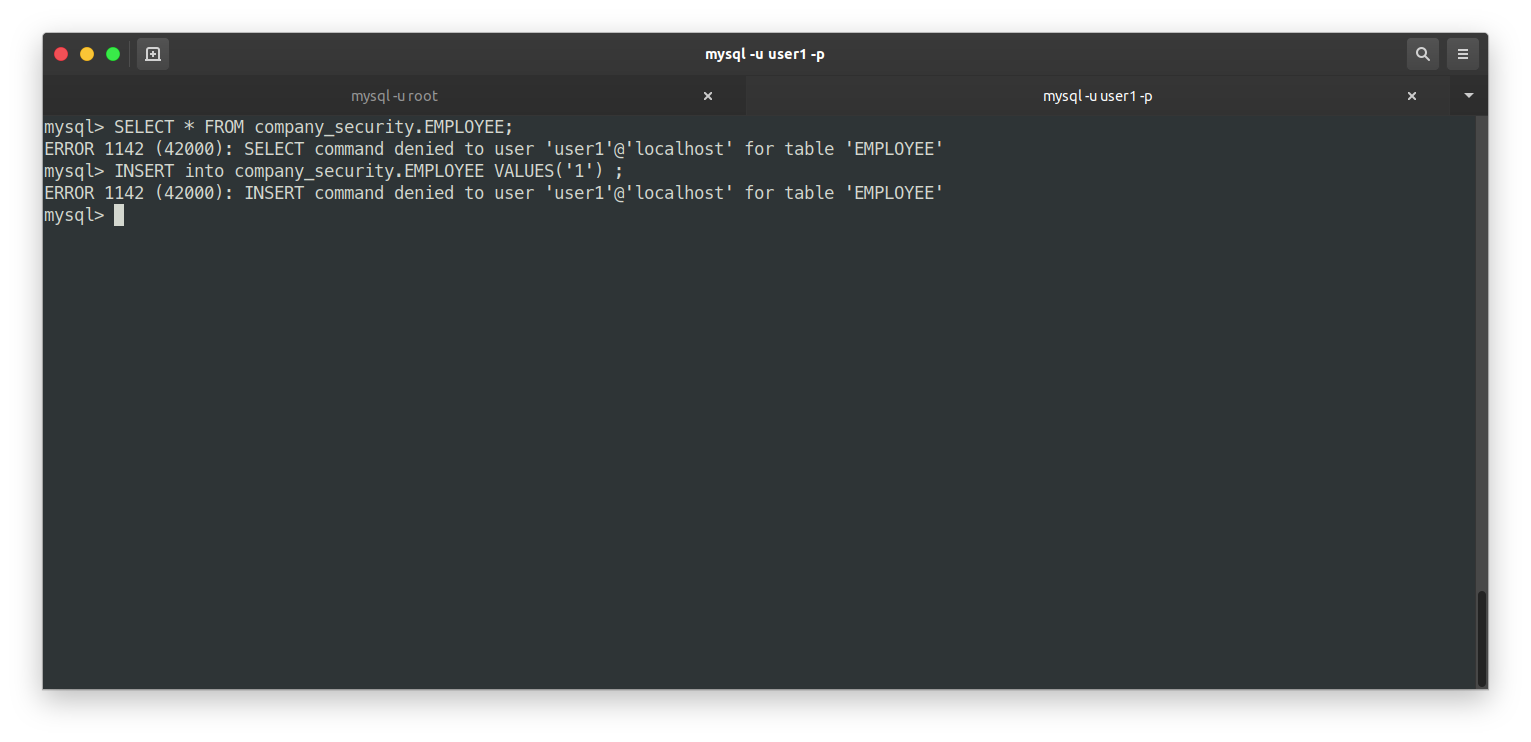 mysql -u user1 -p
mysql -u root
mysql -u user1 -p
mysql> SELECT * FROM company_security.EMPLOYEE;
ERROR 1142 (42000): SELECT command denied to user 'user1'@'localhost' for table 'EMPLOYEE'
mysql> INSERT into company_security.EMPLOYEE VALUES('1') ;
ERROR 1142 (42000): INSERT command denied to user 'user1'@'localhost' for table 'EMPLOYEE'
mysql>